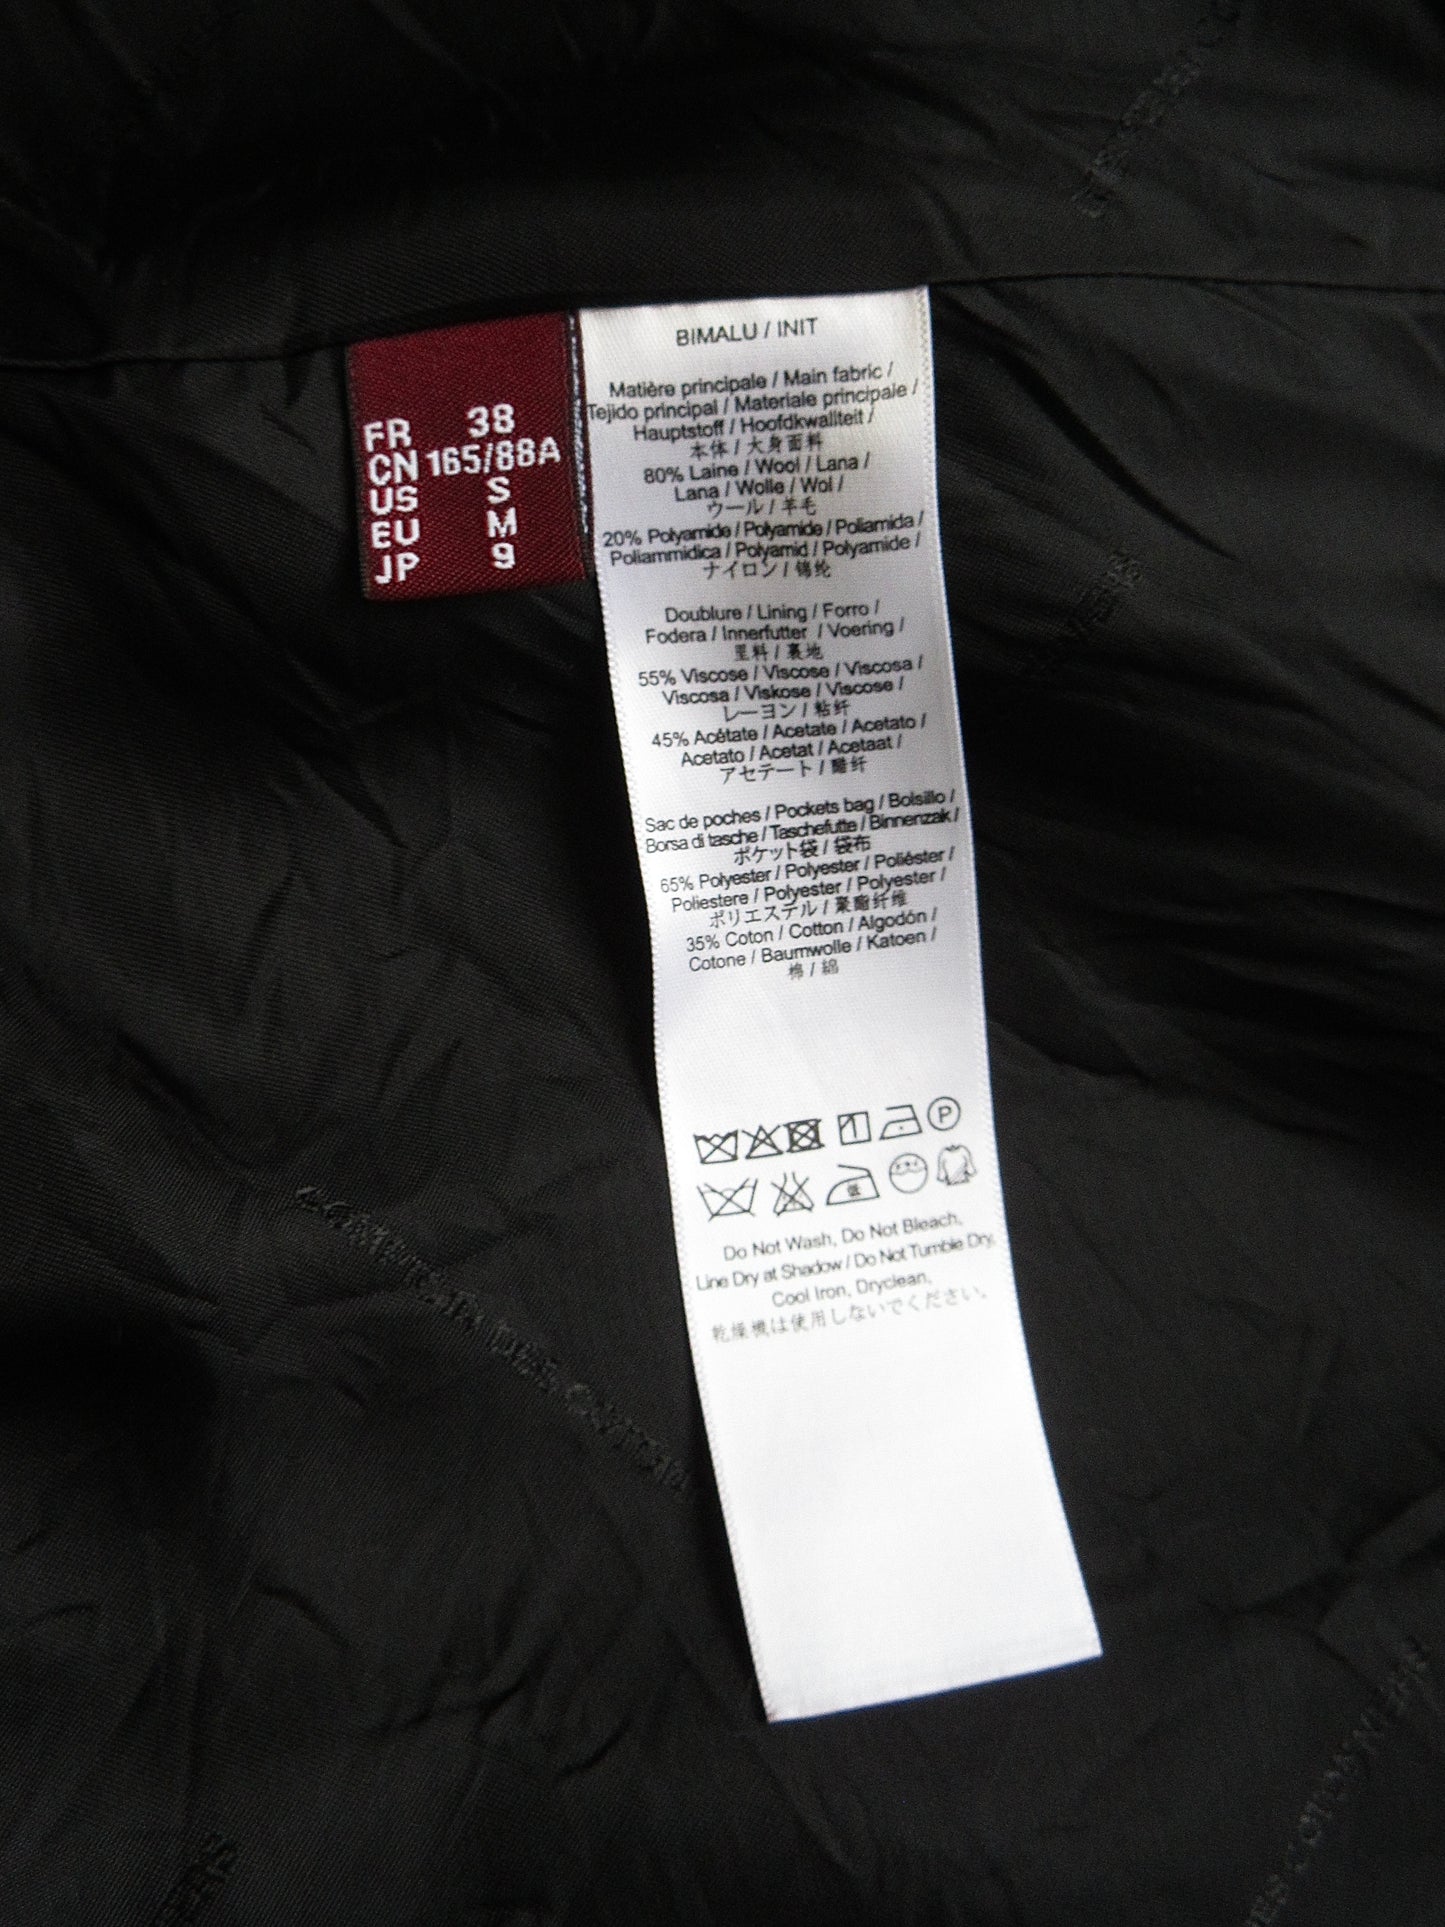 FR 38
CN 165/88A
US S
EU M
JP 9
BIMALU / INIT
Matière principale / Main fabric /
Tejido principal / Materiale principale /
Hauptstoff / Hoofdkwaliteit /
本体 / 大身面料
80% Laine / Wool / Lana /
Lana / Wolle / Wol /
ウール / 羊毛
20% Polyamide / Polyamide / Poliamida /
Poliammidica / Polyamid / Polyamide /
ナイロン / 锦纶
Doublure / Lining / Forro /
Fodera / Innerfutter / Voering /
里料 / 裏地
55% Viscose / Viscose / Viscosa /
Viscosa / Viskose / Viscose /
レーヨン / 粘纤
45% Acétate / Acetate / Acetato /
Acetato / Acetat / Acetaat /
アセテート / 醋纤
Sac de poches / Pockets bag / Bolsillo /
Borsa di tasche / Taschefutte / Binnenzak /
ポケット袋 / 袋布
65% Polyester / Polyester / Poliéster /
Poliestere / Polyester / Polyester /
ポリエステル / 聚酯纤维
35% Coton / Cotton / Algodón /
Cotone / Baumwolle / Katoen /
棉 / 綿
P
低 ドライ
Do Not Wash, Do Not Bleach,
Line Dry at Shadow / Do Not Tumble Dry,
Cool Iron, Dryclean,
乾燥機は使用しないでください。